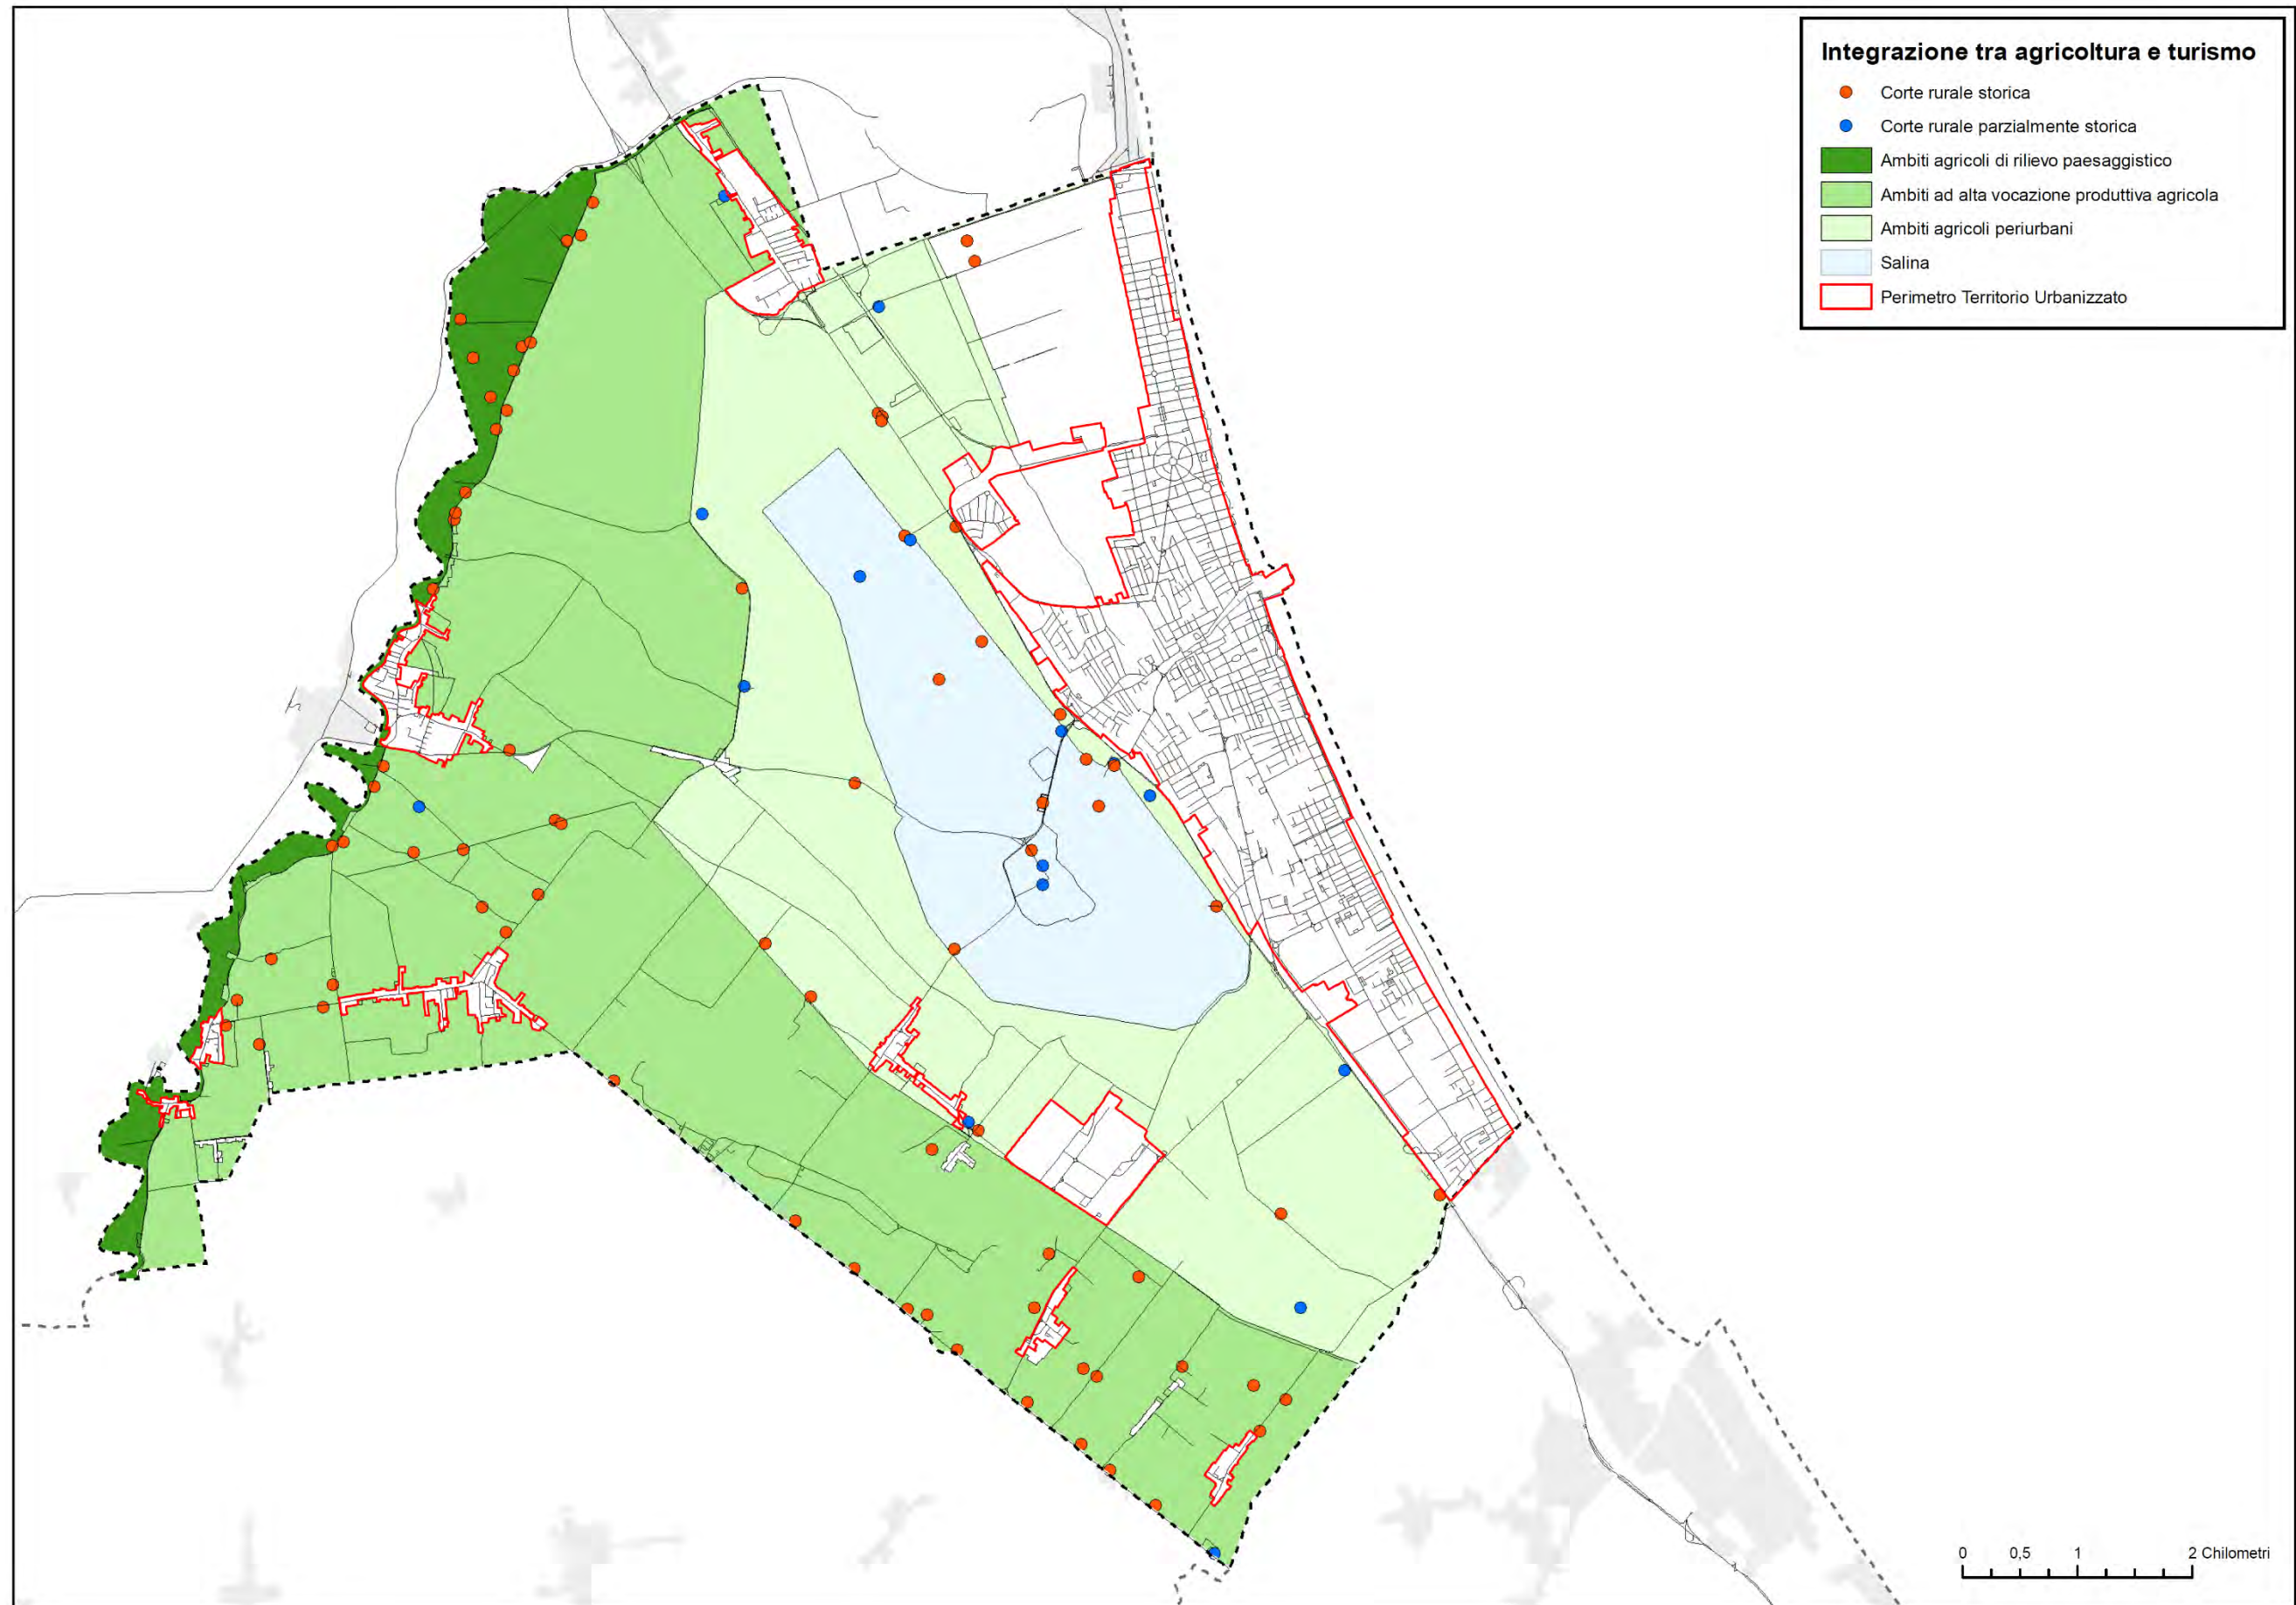 Integrazione tra agricoltura e turismo
Corte rurale storica
Corte rurale parzialmente storica
Ambiti agricoli di rilievo paesaggistico
Ambiti ad alta vocazione produttiva agricola
Ambiti agricoli periurbani
Salina
Perimetro Territorio Urbanizzato
0 0,5 1 2 Chilometri